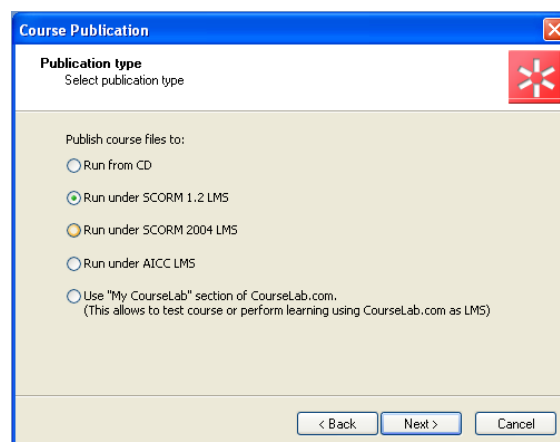 Course Publication
Publication type
Select publication type
Publish course files to:
Run from CD
Run under SCORM 1.2 LMS
Run under SCORM 2004 LMS
Run under AICC LMS
Use "My CourseLab" section of CourseLab.com.
(This allows to test course or perform learning using CourseLab.com as LMS)
< Back Next > Cancel